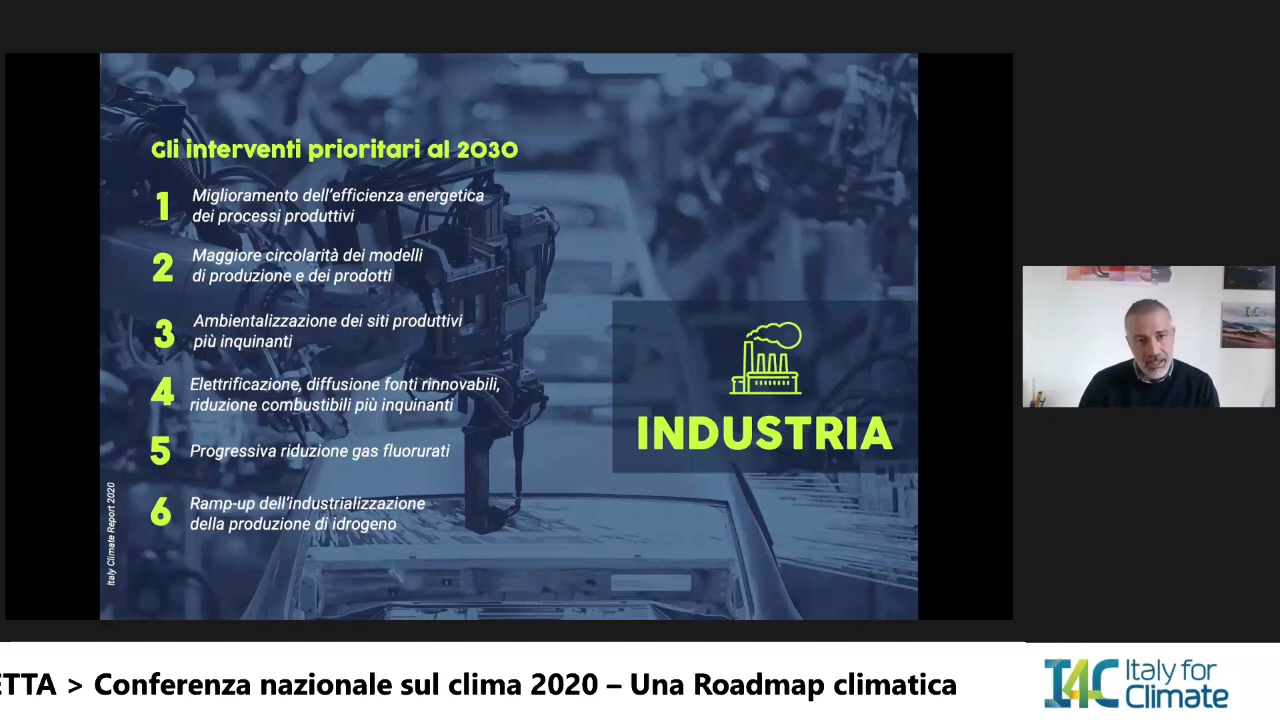 Gli interventi prioritari al 2030
1 Miglioramento dell'efficienza energetica
dei processi produttivi
2 Maggiore circolarità dei modelli
di produzione e dei prodotti
3 Ambientalizzazione dei siti produttivi
più inquinanti
4 Elettrificazione, diffusione fonti rinnovabili,
riduzione combustibili più inquinanti
5 Progressiva riduzione gas fluorurati
6 Ramp-up dell'industrializzazione
della produzione di idrogeno
Italy Climate Report 2020
INDUSTRIA
I4C
ETTA > Conferenza nazionale sul clima 2020 – Una Roadmap climatica
I4C Italy for
Climate